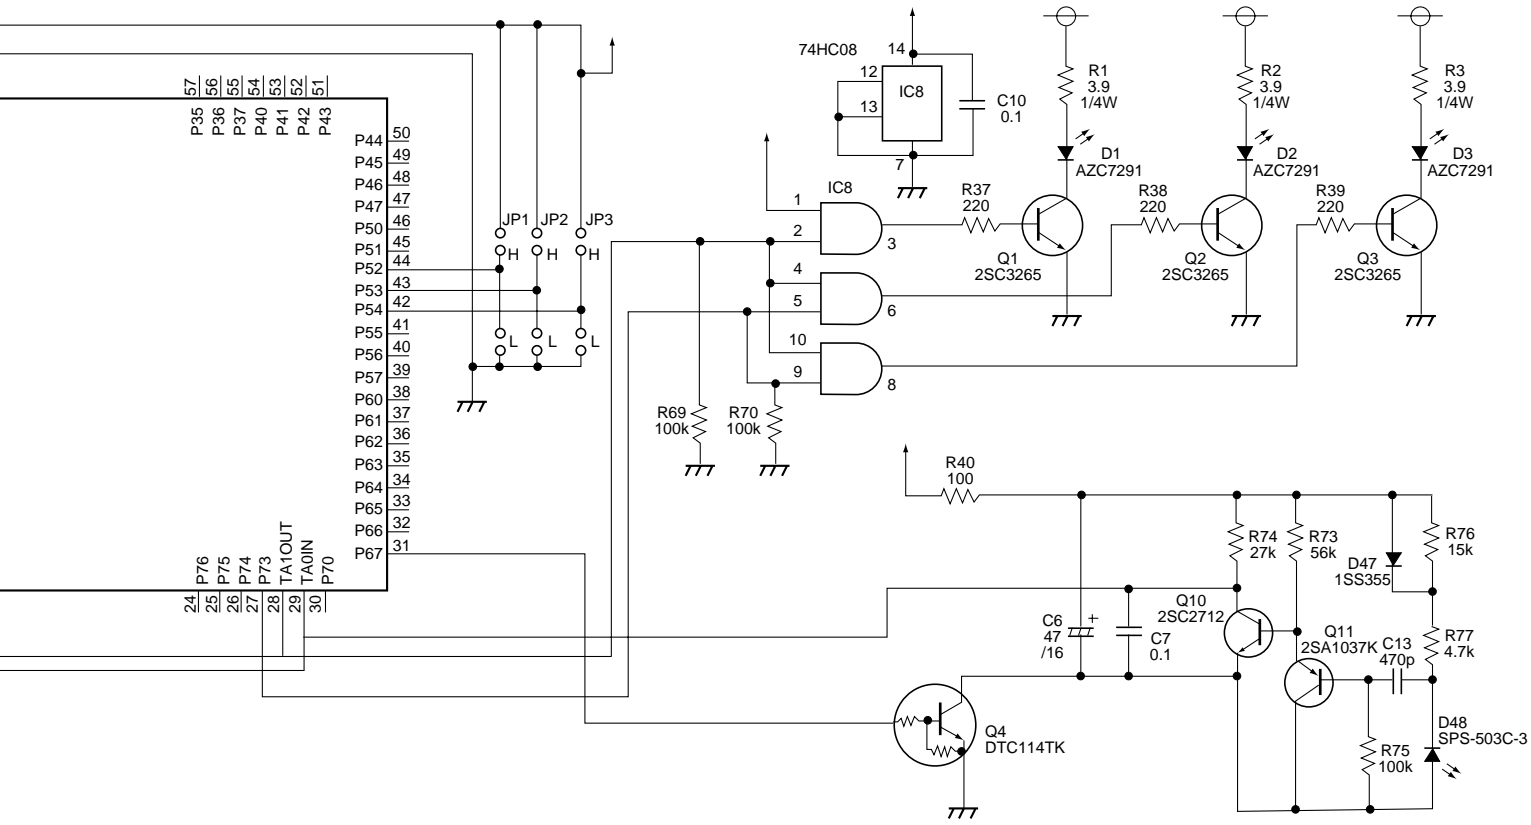 57
56
55
54
53
52
51
P35
P36
P37
P40
P41
P42
P43
P44 50
P45 49
P46 48
P47 47
P50 46
P51 45
P52 44
P53 43
P54 42
P55 41
P56 40
P57 39
P60 38
P61 37
P62 36
P63 35
P64 34
P65 33
P66 32
P67 31
P76
P75
P74
P73
TA1OUT
TA0IN
P70
24
25
26
27
28
29
30
JP1
JP2
JP3
H
H
H
L
L
L
74HC08
14
12
13
IC8
7
C10
0.1
R1
3.9
1/4W
R2
3.9
1/4W
R3
3.9
1/4W
D1
AZC7291
D2
AZC7291
D3
AZC7291
IC8
1
2
3
4
5
6
10
9
8
R37
220
R38
220
R39
220
Q1
2SC3265
Q2
2SC3265
Q3
2SC3265
R69
100k
R70
100k
R40
100
R74
27k
R73
56k
D47
1SS355
R76
15k
Q10
2SC2712
C6
47
/16
+
C7
0.1
Q11
2SA1037K
C13
470p
R77
4.7k
Q4
DTC114TK
R75
100k
D48
SPS-503C-3